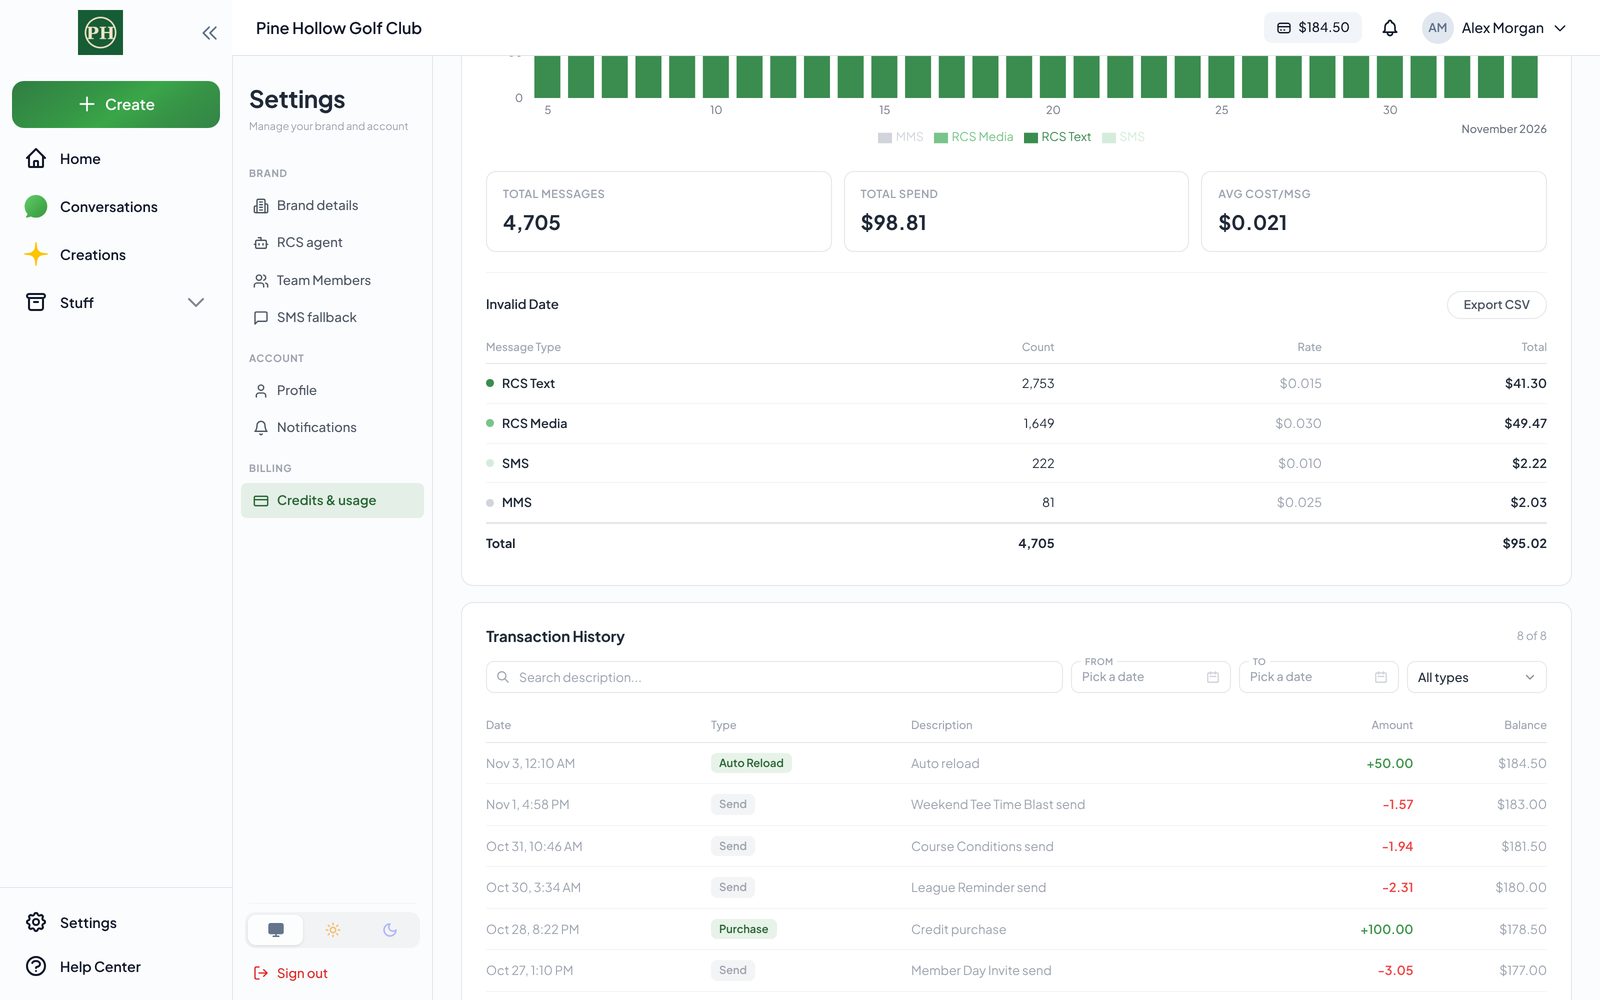 PH
Create
Home
Conversations
Creations
Stuff
Settings
Help Center
Pine Hollow Golf Club
$184.50
AM
Alex Morgan
Settings
Manage your brand and account
BRAND
Brand details
RCS agent
Team Members
SMS fallback
ACCOUNT
Profile
Notifications
BILLING
Credits & usage
Sign out
0
5 10 15 20 25 30
November 2026
MMS RCS Media RCS Text SMS
TOTAL MESSAGES
4,705
TOTAL SPEND
$98.81
AVG COST/MSG
$0.021
Invalid Date
Export CSV
Message Type Count Rate Total
RCS Text 2,753 $0.015 $41.30
RCS Media 1,649 $0.030 $49.47
SMS 222 $0.010 $2.22
MMS 81 $0.025 $2.03
Total 4,705 $95.02
Transaction History
8 of 8
Search description...
FROM
Pick a date
TO
Pick a date
All types
Date Type Description Amount Balance
Nov 3, 12:10 AM Auto Reload Auto reload +50.00 $184.50
Nov 1, 4:58 PM Send Weekend Tee Time Blast send -1.57 $183.00
Oct 31, 10:46 AM Send Course Conditions send -1.94 $181.50
Oct 30, 3:34 AM Send League Reminder send -2.31 $180.00
Oct 28, 8:22 PM Purchase Credit purchase +100.00 $178.50
Oct 27, 1:10 PM Send Member Day Invite send -3.05 $177.00